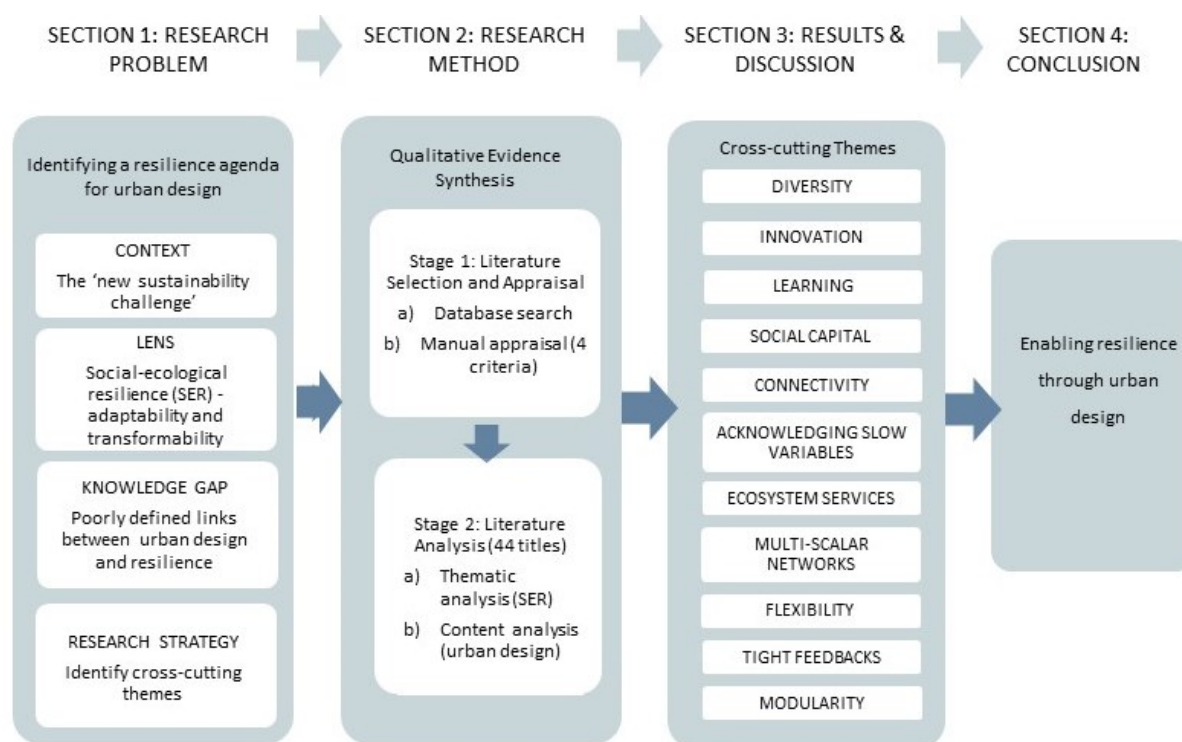 SECTION 1: RESEARCH
PROBLEM
SECTION 2: RESEARCH
METHOD
SECTION 3: RESULTS &
DISCUSSION
SECTION 4:
CONCLUSION
Identifying a resilience agenda
for urban design
CONTEXT
The ‘new sustainability
challenge’
LENS
Social-ecological
resilience (SER) -
adaptability and
transformability
KNOWLEDGE GAP
Poorly defined links
between urban design
and resilience
RESEARCH STRATEGY
Identify cross-cutting
themes
Qualitative Evidence
Synthesis
Stage 1: Literature
Selection and Appraisal
a) Database search
b) Manual appraisal (4
criteria)
Stage 2: Literature
Analysis (44 titles)
a) Thematic
analysis (SER)
b) Content analysis
(urban design)
Cross-cutting Themes
DIVERSITY
INNOVATION
LEARNING
SOCIAL CAPITAL
CONNECTIVITY
ACKNOWLEDGING SLOW
VARIABLES
ECOSYSTEM SERVICES
MULTI-SCALAR
NETWORKS
FLEXIBILITY
TIGHT FEEDBACKS
MODULARITY
Enabling resilience
through urban
design